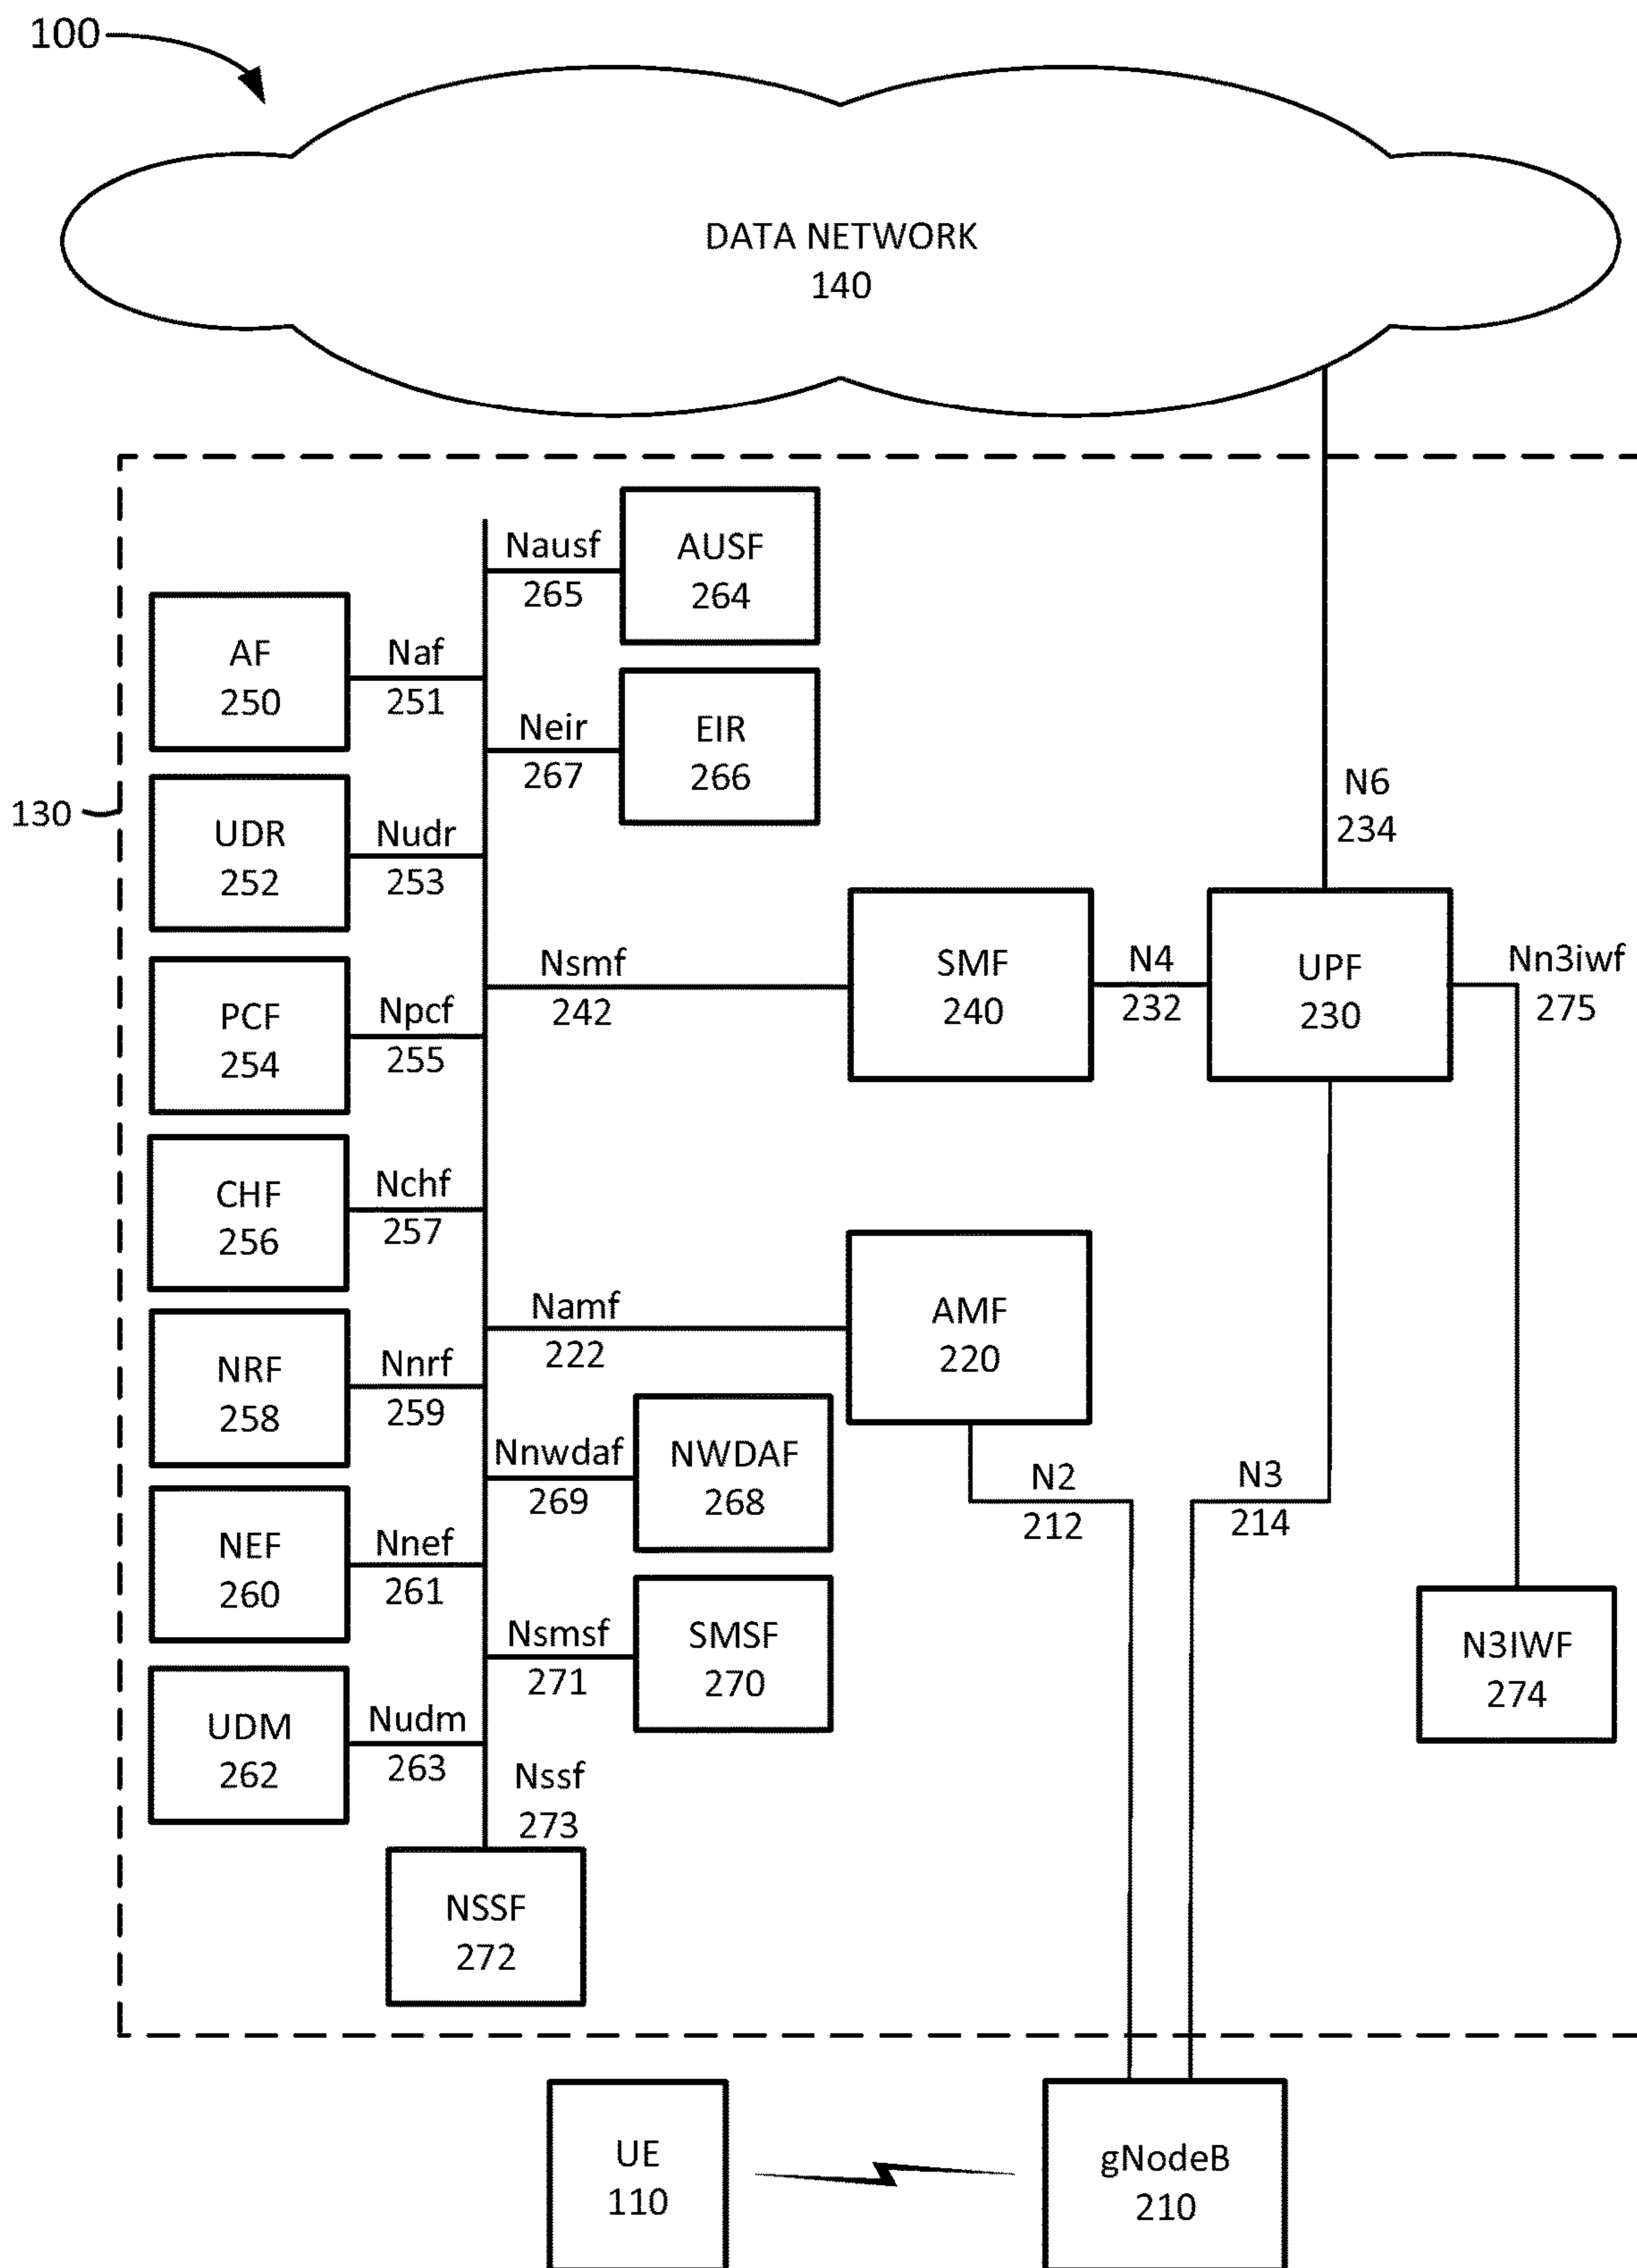 100
DATA NETWORK
140
130
Nausf
265
AUSF
264
AF
250
Naf
251
Neir
267
EIR
266
N6
234
UDR
252
Nudr
253
Nsmf
242
SMF
240
N4
232
UPF
230
Nn3iwf
275
PCF
254
Npcf
255
CHF
256
Nchf
257
Namf
222
AMF
220
NRF
258
Nnrf
259
Nnwdaf
269
NWDAF
268
N2
212
N3
214
NEF
260
Nnef
261
Nsmsf
271
SMSF
270
N3IWF
274
UDM
262
Nudm
263
Nssf
273
NSSF
272
UE
110
gNodeB
210